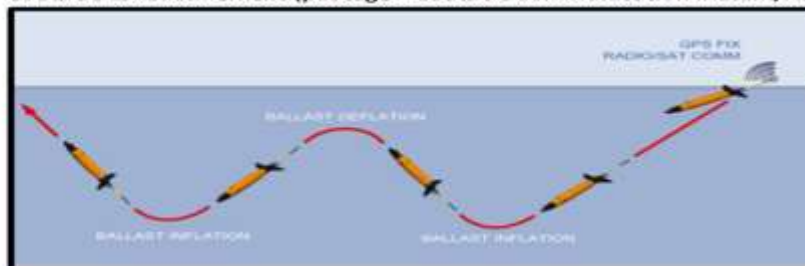 GPS FIX
RADIO/SAT COMM
BALLAST DEFLATION
BALLAST INFLATION
BALLAST INFLATION